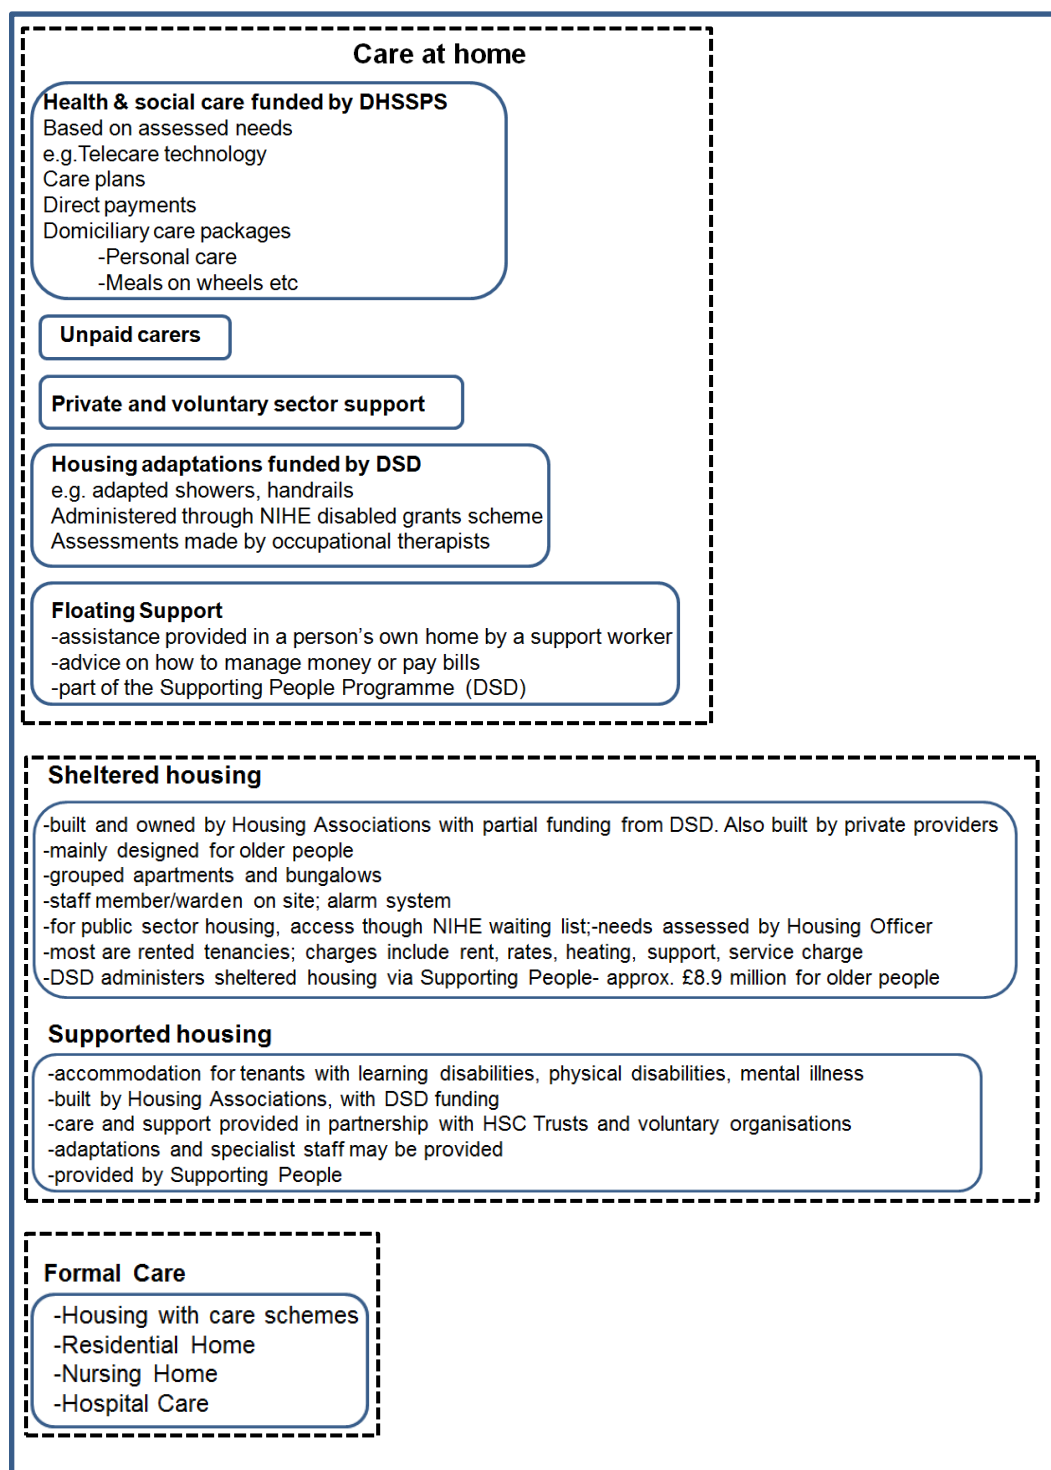 Care at home
Health & social care funded by DHSSPS
Based on assessed needs
e.g.Telecare technology
Care plans
Direct payments
Domiciliary care packages
-Personal care
-Meals on wheels etc
Unpaid carers
Private and voluntary sector support
Housing adaptations funded by DSD
e.g. adapted showers, handrails
Administered through NIHE disabled grants scheme
Assessments made by occupational therapists
Floating Support
-assistance provided in a person's own home by a support worker
-advice on how to manage money or pay bills
-part of the Supporting People Programme (DSD)
Sheltered housing
-built and owned by Housing Associations with partial funding from DSD. Also built by private providers
-mainly designed for older people
-grouped apartments and bungalows
-staff member/warden on site; alarm system
-for public sector housing, access though NIHE waiting list;-needs assessed by Housing Officer
-most are rented tenancies; charges include rent, rates, heating, support, service charge
-DSD administers sheltered housing via Supporting People- approx. £8.9 million for older people
Supported housing
-accommodation for tenants with learning disabilities, physical disabilities, mental illness
-built by Housing Associations, with DSD funding
-care and support provided in partnership with HSC Trusts and voluntary organisations
-adaptations and specialist staff may be provided
-provided by Supporting People
Formal Care
-Housing with care schemes
-Residential Home
-Nursing Home
-Hospital Care